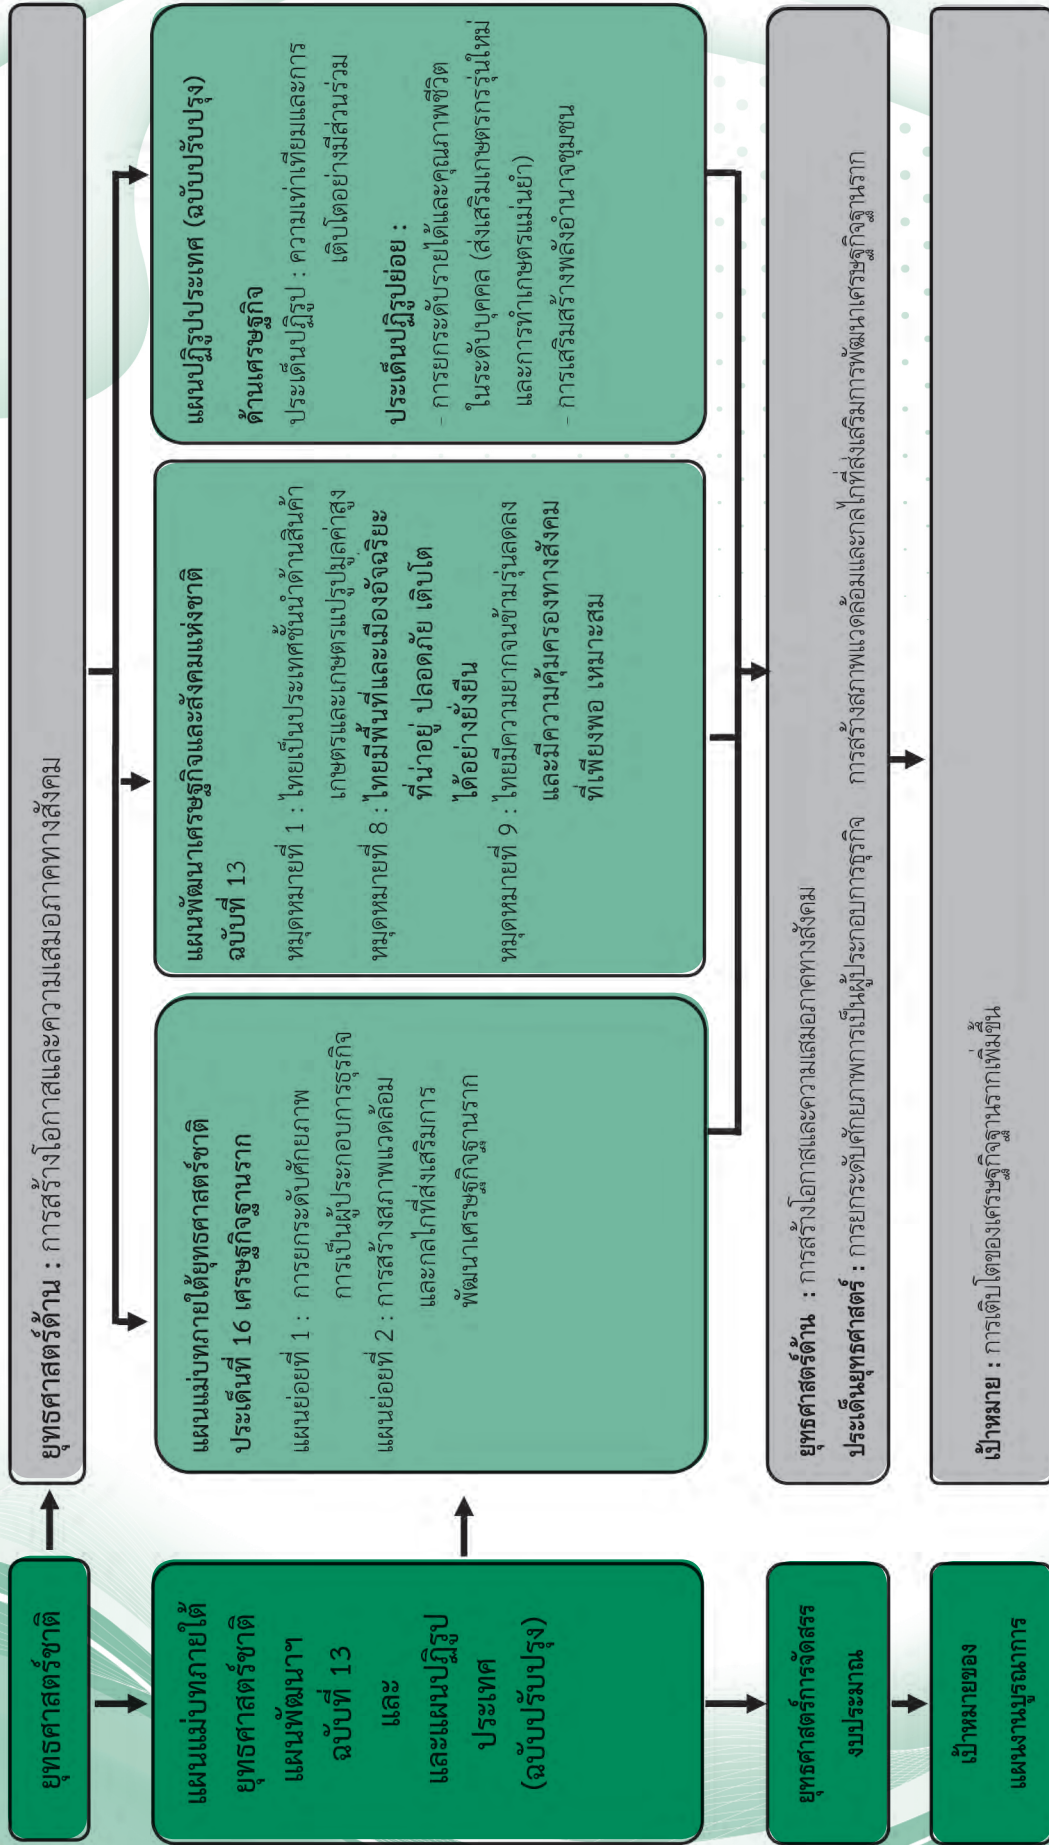 ยุทธศาสตร์ชาติ
ยุทธศาสตร์ด้าน : การสร้างโอกาสและความเสมอภาคทางสังคม
แผนแม่บทภายใต้
ยุทธศาสตร์ชาติ
แผนพัฒนาฯ
ฉบับที่ 13
และ
และแผนปฏิรูป
ประเทศ
(ฉบับปรับปรุง)
แผนแม่บทภายใต้ยุทธศาสตร์ชาติ
ประเด็นที่ 16 เศรษฐกิจฐานราก
แผนย่อยที่ 1 : การยกระดับศักยภาพ
การเป็นผู้ประกอบการธุรกิจ
แผนย่อยที่ 2 : การสร้างสภาพแวดล้อม
และกลไกที่ส่งเสริมการ
พัฒนาเศรษฐกิจฐานราก
แผนพัฒนาเศรษฐกิจและสังคมแห่งชาติ
ฉบับที่ 13
หมุดหมายที่ 1 : ไทยเป็นประเทศชั้นนำด้านสินค้า
เกษตรและเกษตรแปรรูปมูลค่าสูง
หมุดหมายที่ 8 : ไทยมีพื้นที่และเมืองอัจฉริยะ
ที่น่าอยู่ ปลอดภัย เติบโต
ได้อย่างยั่งยืน
หมุดหมายที่ 9 : ไทยมีความยากจนข้ามรุ่นลดลง
และมีความคุ้มครองทางสังคม
ที่เพียงพอ เหมาะสม
แผนปฏิรูปประเทศ (ฉบับปรับปรุง)
ด้านเศรษฐกิจ
ประเด็นปฏิรูป : ความเท่าเทียมและการ
เติบโตอย่างมีส่วนร่วม
ประเด็นปฏิรูปย่อย :
- การยกระดับรายได้และคุณภาพชีวิต
ในระดับบุคคล (ส่งเสริมเกษตรกรรุ่นใหม่
และการทำเกษตรแม่นยำ)
- การเสริมสร้างพลังอำนาจชุมชน
ยุทธศาสตร์การจัดสรร
งบประมาณ
ยุทธศาสตร์ด้าน : การสร้างโอกาสและความเสมอภาคทางสังคม
ประเด็นยุทธศาสตร์ : การยกระดับศักยภาพการเป็นผู้ประกอบการธุรกิจ การสร้างสภาพแวดล้อมและกลไกที่ส่งเสริมการพัฒนาเศรษฐกิจฐานราก
เป้าหมายของ
แผนงานบูรณาการ
เป้าหมาย : การเติบโตของเศรษฐกิจฐานรากเพิ่มขึ้น